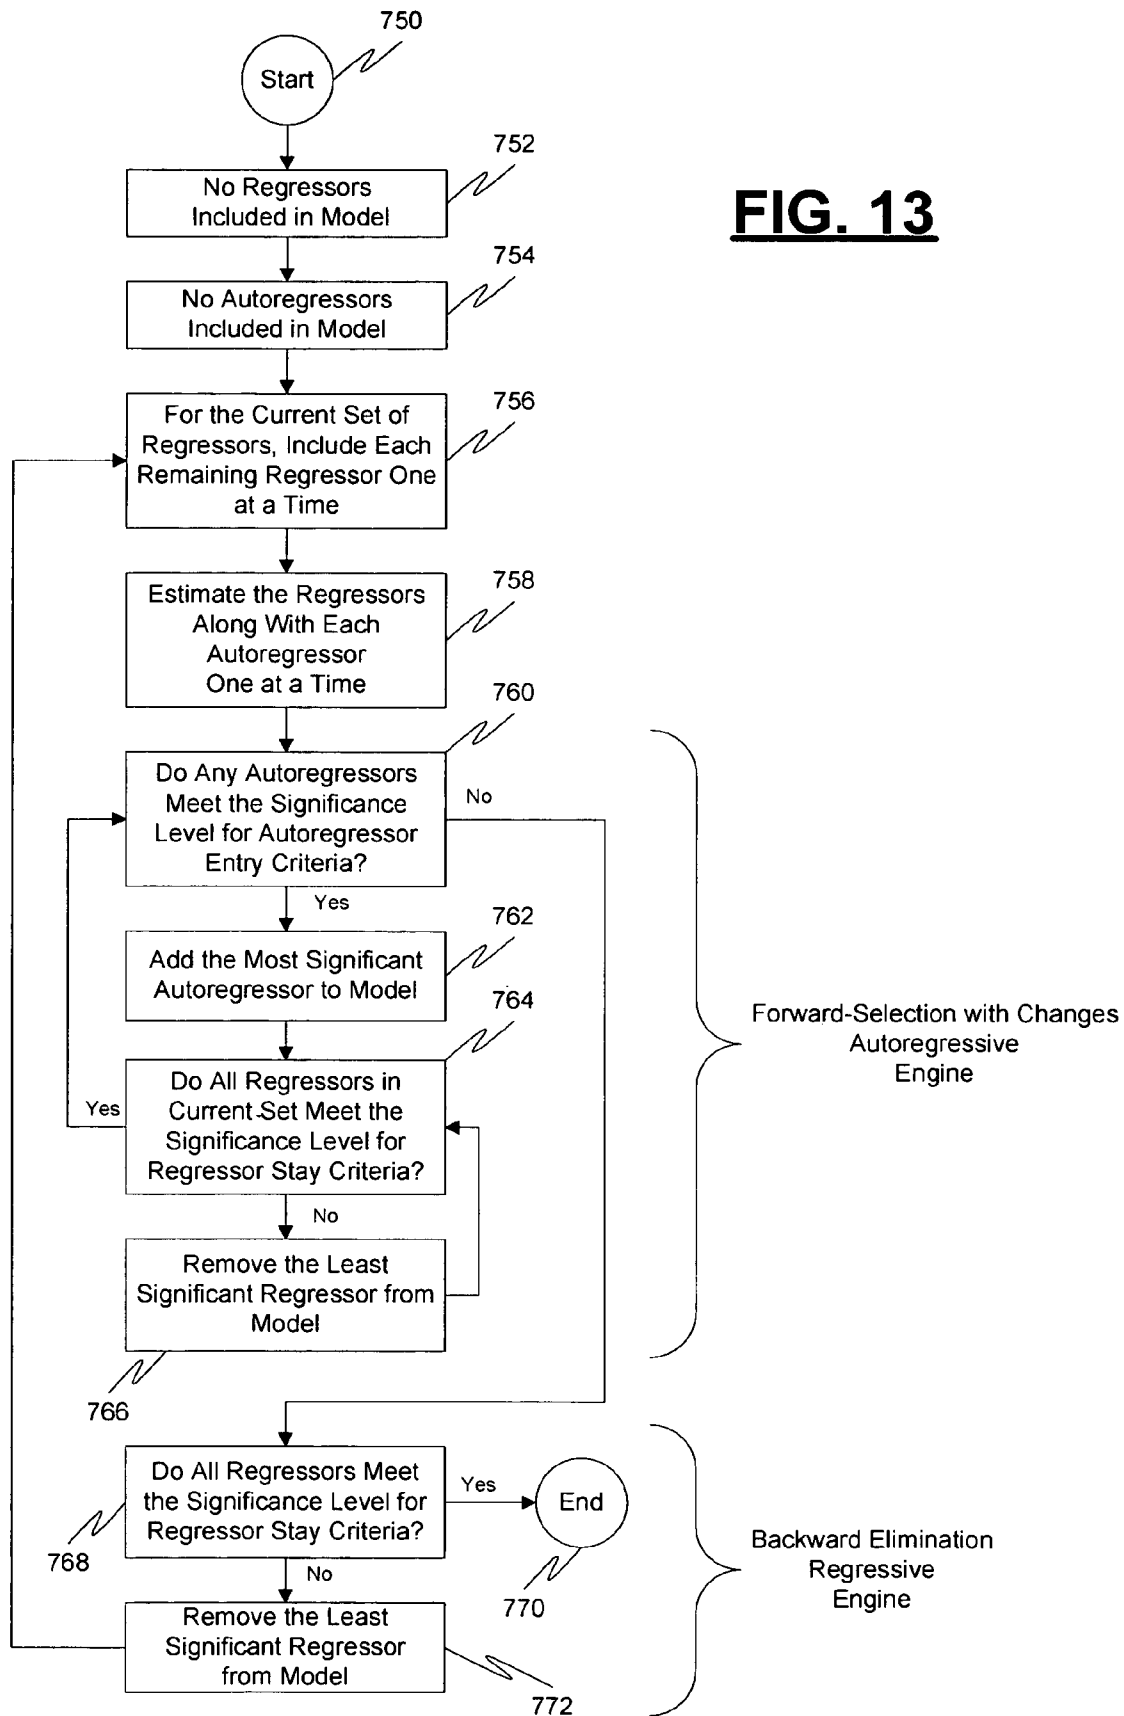 750
Start
752
No Regressors
Included in Model
FIG. 13
754
No Autoregressors
Included in Model
756
For the Current Set of
Regressors, Include Each
Remaining Regressor One
at a Time
758
Estimate the Regressors
Along With Each
Autoregressor
One at a Time
760
Do Any Autoregressors
Meet the Significance
Level for Autoregressor
Entry Criteria?
No
Yes
762
Add the Most Significant
Autoregressor to Model
764
Do All Regressors in
Current-Set Meet the
Significance Level for
Regressor Stay Criteria?
Yes
No
Remove the Least
Significant Regressor from
Model
766
Forward-Selection with Changes
Autoregressive
Engine
Do All Regressors Meet
the Significance Level for
Regressor Stay Criteria?
768
Yes
End
770
No
Remove the Least
Significant Regressor
from Model
772
Backward Elimination
Regressive
Engine